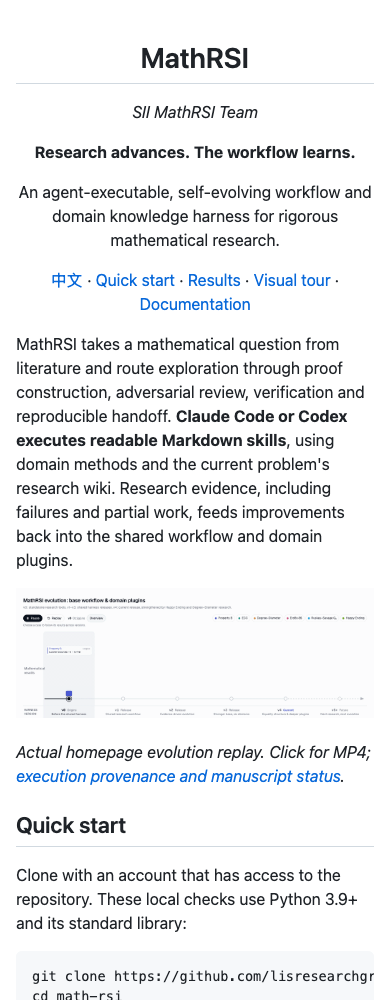 MathRSI
SII MathRSI Team
Research advances. The workflow learns.
An agent-executable, self-evolving workflow and
domain knowledge harness for rigorous
mathematical research.
中文 · Quick start · Results · Visual tour ·
Documentation
MathRSI takes a mathematical question from
literature and route exploration through proof
construction, adversarial review, verification and
reproducible handoff. Claude Code or Codex
executes readable Markdown skills, using
domain methods and the current problem's
research wiki. Research evidence, including
failures and partial work, feeds improvements
back into the shared workflow and domain
plugins.
MathRSI evolution: base workflow & domain plugins
Actual homepage evolution replay. Click for MP4;
execution provenance and manuscript status.
Quick start
Clone with an account that has access to the
repository. These local checks use Python 3.9+
and its standard library:
git clone https://github.com/lisresearchgr
cd math-rsi